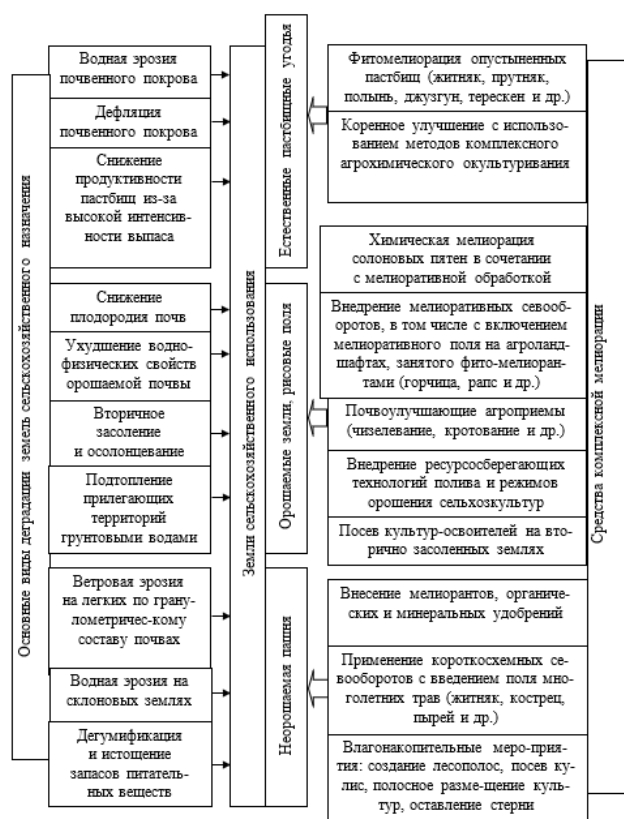 Основные виды деградации земель сельскохозяйственного назначения
Водная эрозия
почвенного покрова
Дефляция
почвенного покрова
Снижение
продуктивности
пастбищ из-за
высокой интенсив-
ности выпаса
Снижение
плодородия почв
Ухудшение водно-
физических свойств
орошаемой почвы
Вторичное
засоление
и осолонцевание
Подтопление
прилегающих
территорий
грунтовыми водами
Ветровая эрозия
на легких по грану-
лометричес-кому
составу почвах
Водная эрозия на
склоновых землях
Дегумификация
и истощение
запасов питатель-
ных веществ
Земли сельскохозяйственного использования
Естественные пастбищные угодья
Орошаемые земли, рисовые поля
Неорошаемая пашня
Фитомелиорация опустыненных
пастбищ (житняк, прутняк,
полынь, джузгун, терескен и др.)
Коренное улучшение с использо-
ванием методов комплексного
агрохимического окультуривания
Химическая мелиорация
солоновых пятен в сочетании
с мелиоративной обработкой
Внедрение мелиоративных севообо-
ротов, в том числе с включением
мелиоративного поля на агроланд-
шафтах, занятого фито-мелиоран-
тами (горчица, рапс и др.)
Почвоулучшающие агроприемы
(чизелевание, кротование и др.)
Внедрение ресурсосберегающих
технологий полива и режимов
орошения сельхозкультур
Посев культур-освоителей на вто-
рично засоленных землях
Внесение мелиорантов, органи-
ческих и минеральных удобрений
Применение короткосхемных се-
вооборотов с введением поля мно-
голетних трав (житняк, кострец,
пырей и др.)
Влагонакопительные меро-прия-
тия: создание лесополос, посев ку-
лис, полосное разме-щение куль-
тур, оставление стерни
Средства комплексной мелиорации